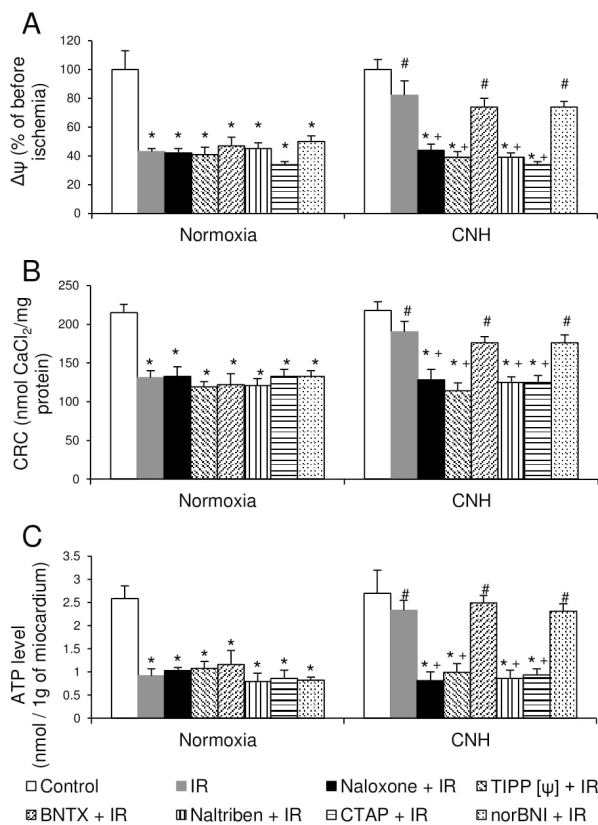 A
Δψ (% of before
ischemia)
120
100
80
60
40
20
0
#
#
#
* * * * * * *
* + * + * + * +
Normoxia
CNH
B
CRC (nmol CaCl₂/mg
protein)
250
200
150
100
50
0
#
#
#
* * * * * * *
* + * + * + * +
Normoxia
CNH
C
ATP level
(nmol / 1g of miocardium)
3.5
3
2.5
2
1.5
1
0.5
0
#
#
#
* * * * * * *
* + * + * + * +
Normoxia
CNH
Control
IR
Naloxone + IR
TIPP [ψ] + IR
BNTX + IR
Naltriben + IR
CTAP + IR
norBNI + IR